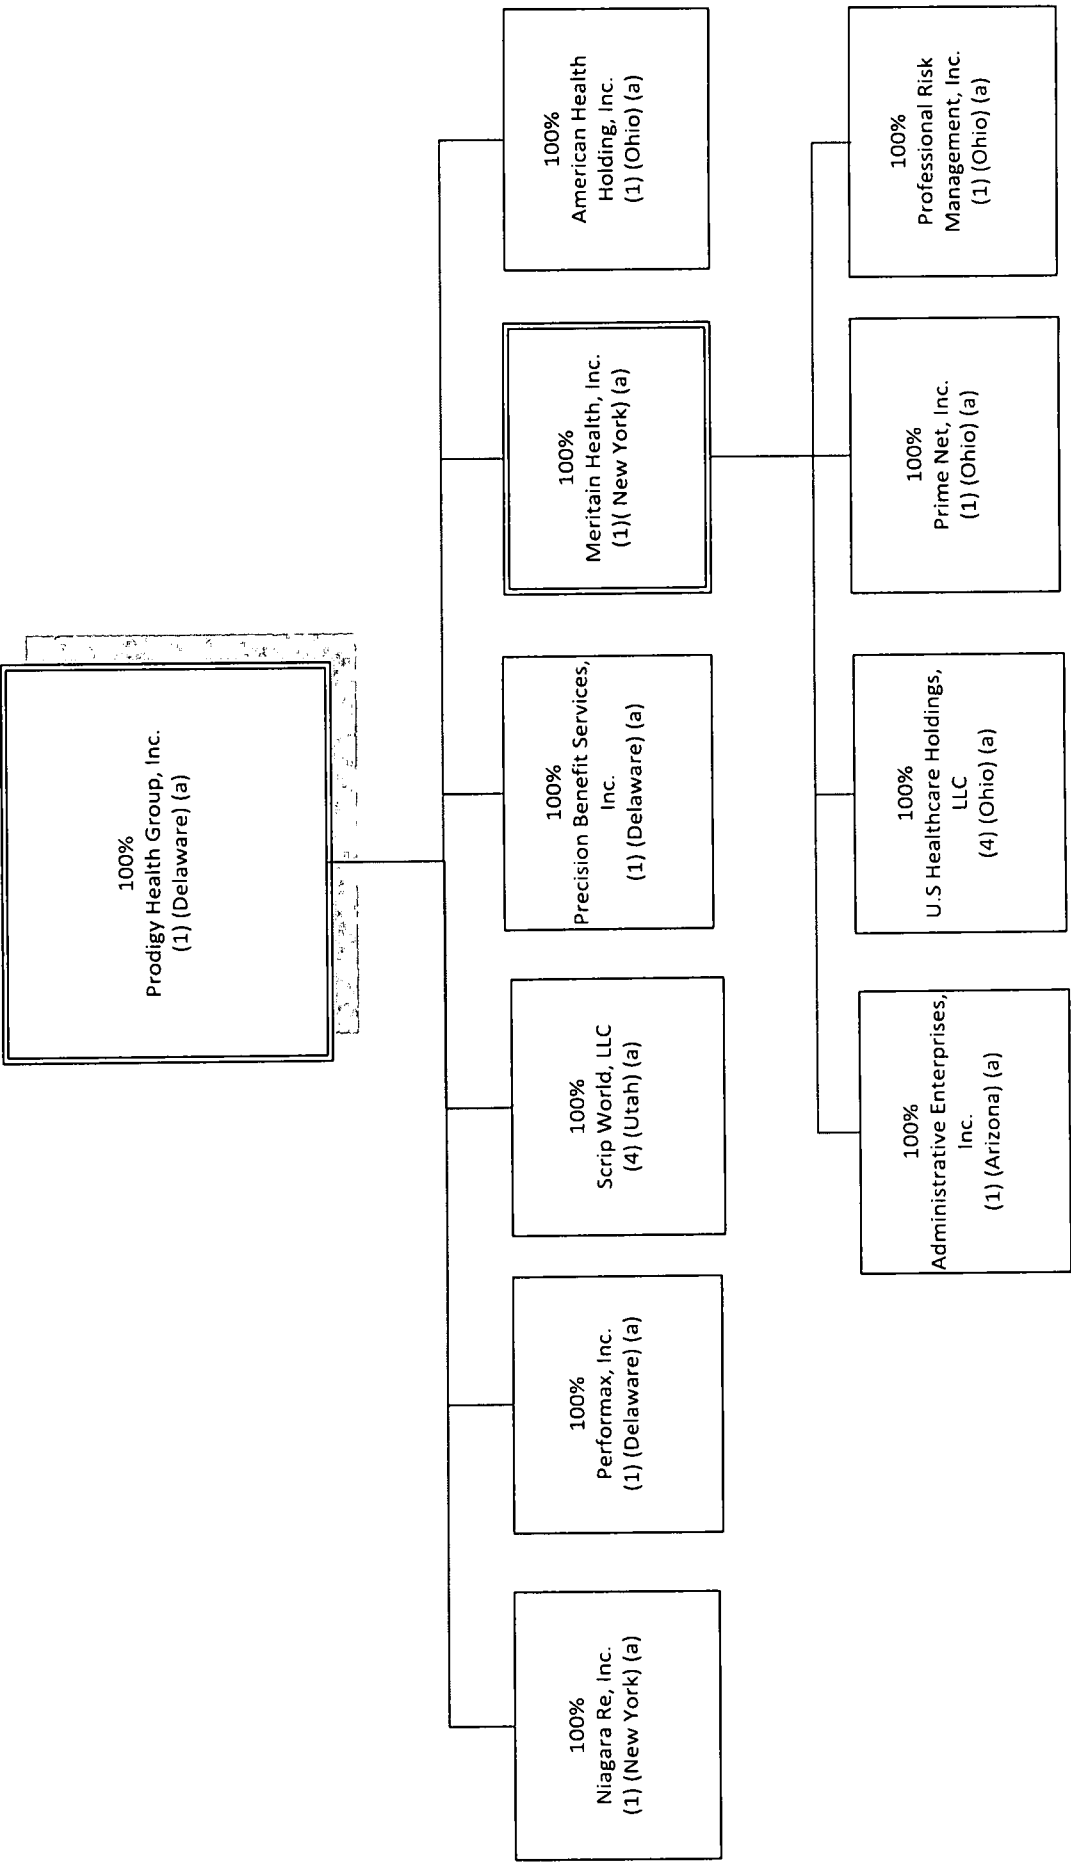 100%
Prodigy Health Group, Inc.
(1) (Delaware) (a)
100%
Niagara Re, Inc.
(1) (New York) (a)
100%
Performax, Inc.
(1) (Delaware) (a)
100%
Scrip World, LLC
(4) (Utah) (a)
100%
Precision Benefit Services,
Inc.
(1) (Delaware) (a)
100%
Meritain Health, Inc.
(1)( New York) (a)
100%
American Health
Holding, Inc.
(1) (Ohio) (a)
100%
Administrative Enterprises,
Inc.
(1) (Arizona) (a)
100%
U.S Healthcare Holdings,
LLC
(4) (Ohio) (a)
100%
Prime Net, Inc.
(1) (Ohio) (a)
100%
Professional Risk
Management, Inc.
(1) (Ohio) (a)